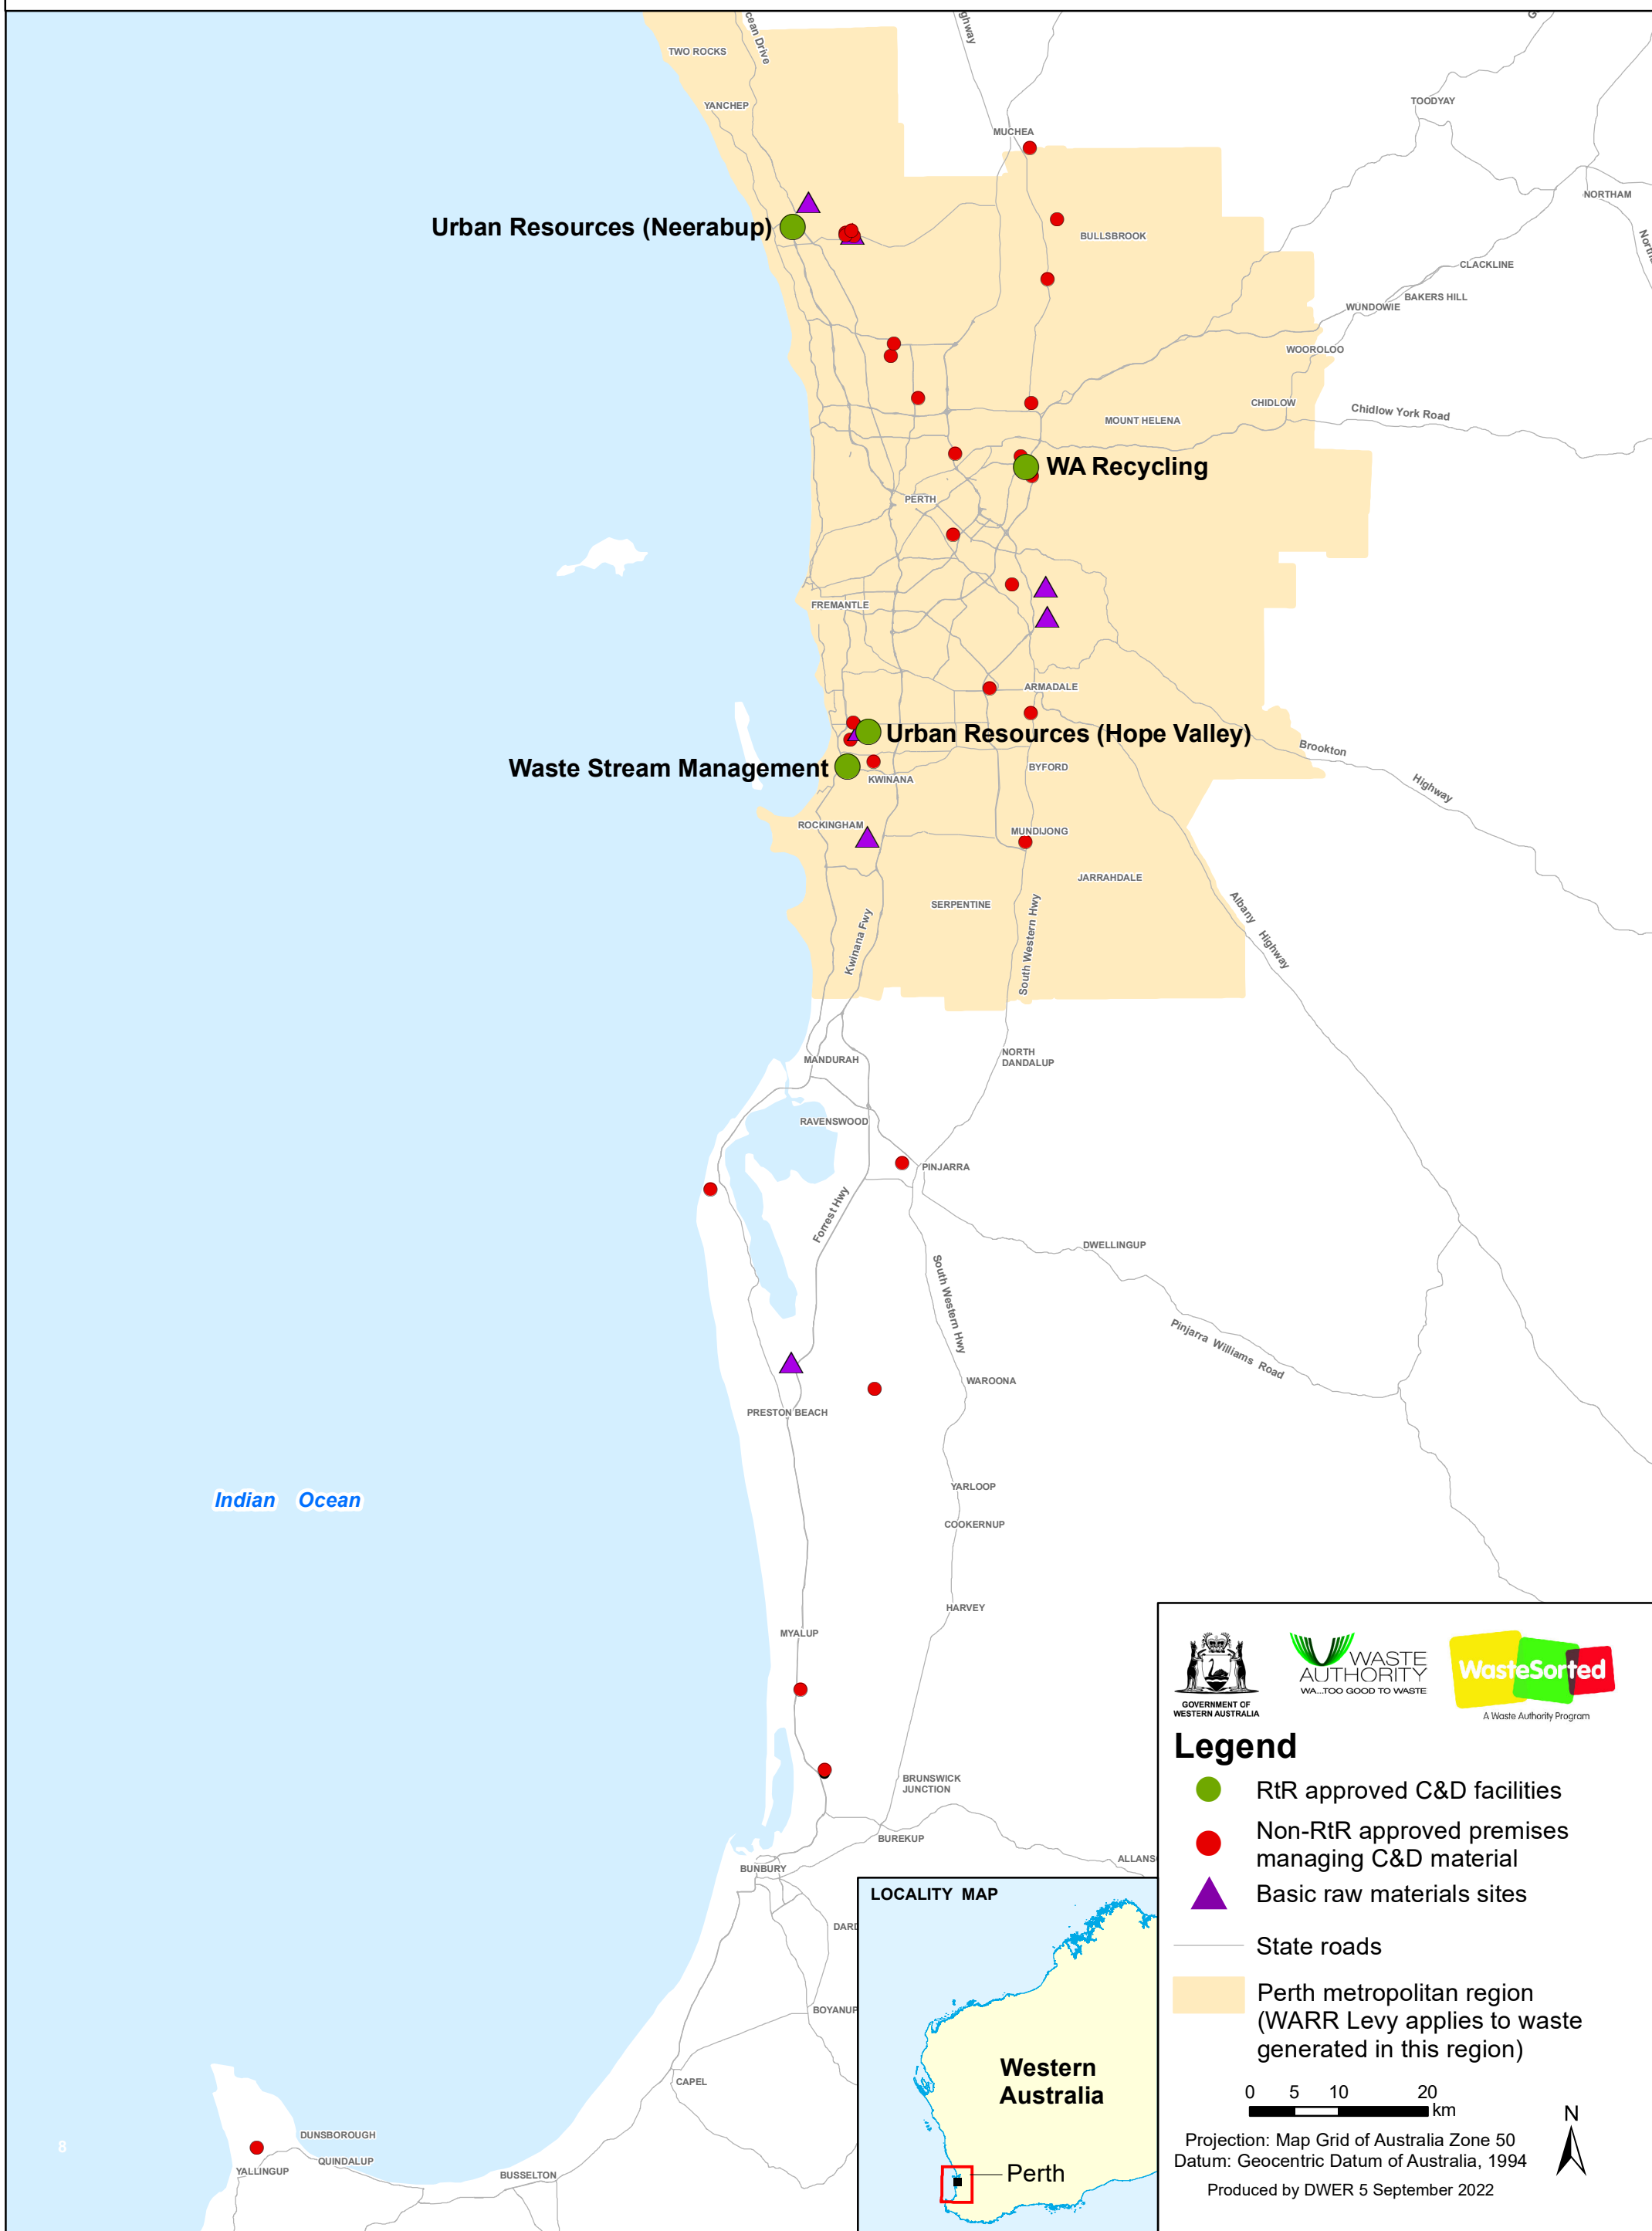 cean Drive
ghway
TWO ROCKS
YANCHEP
MUCHEA
TOODYAY
NORTHAM
Urban Resources (Neerabup)
BULLSBROOK
CLACKLINE
BAKERS HILL
WUNDOWIE
WOOROLOO
CHIDLOW
Chidlow York Road
MOUNT HELENA
WA Recycling
PERTH
FREMANTLE
ARMADALE
Urban Resources (Hope Valley)
Brookton
Highway
Waste Stream Management
BYFORD
KWINANA
ROCKINGHAM
MUNDIJONG
JARRAHDALE
SERPENTINE
Kwinana Fwy
South Western Hwy
Albany Highway
MANDURAH
NORTH
DANDALUP
RAVENSWOOD
PINJARRA
Forrest Hwy
DWELLINGUP
South Western Hwy
Pinjarra Williams Road
WAROONA
PRESTON BEACH
Indian Ocean
YARLOOP
COOKERNUP
HARVEY
MYALUP
BRUNSWICK
JUNCTION
BUREKUP
ALLANS
BUNBURY
DARD
BOYANUP
CAPEL
DUNSBOROUGH
QUINDALUP
YALLINGUP
BUSSELTON
8
LOCALITY MAP
Western
Australia
Perth
GOVERNMENT OF
WESTERN AUSTRALIA
WASTE
AUTHORITY
WA...TOO GOOD TO WASTE
WasteSorted
A Waste Authority Program
Legend
RtR approved C&D facilities
Non-RtR approved premises
managing C&D material
Basic raw materials sites
State roads
Perth metropolitan region
(WARR Levy applies to waste
generated in this region)
0 5 10 20
km
N
Projection: Map Grid of Australia Zone 50
Datum: Geocentric Datum of Australia, 1994
Produced by DWER 5 September 2022